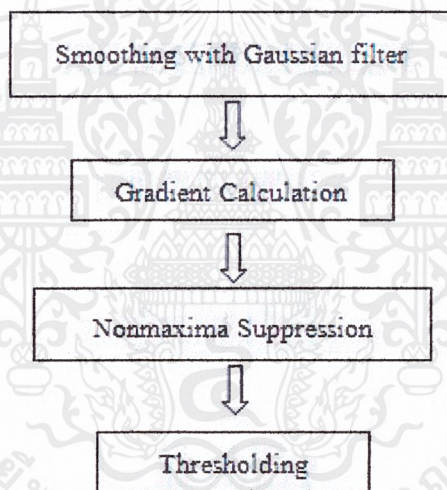 Smoothing with Gaussian filter
Gradient Calculation
Nonmaxima Suppression
Thresholding